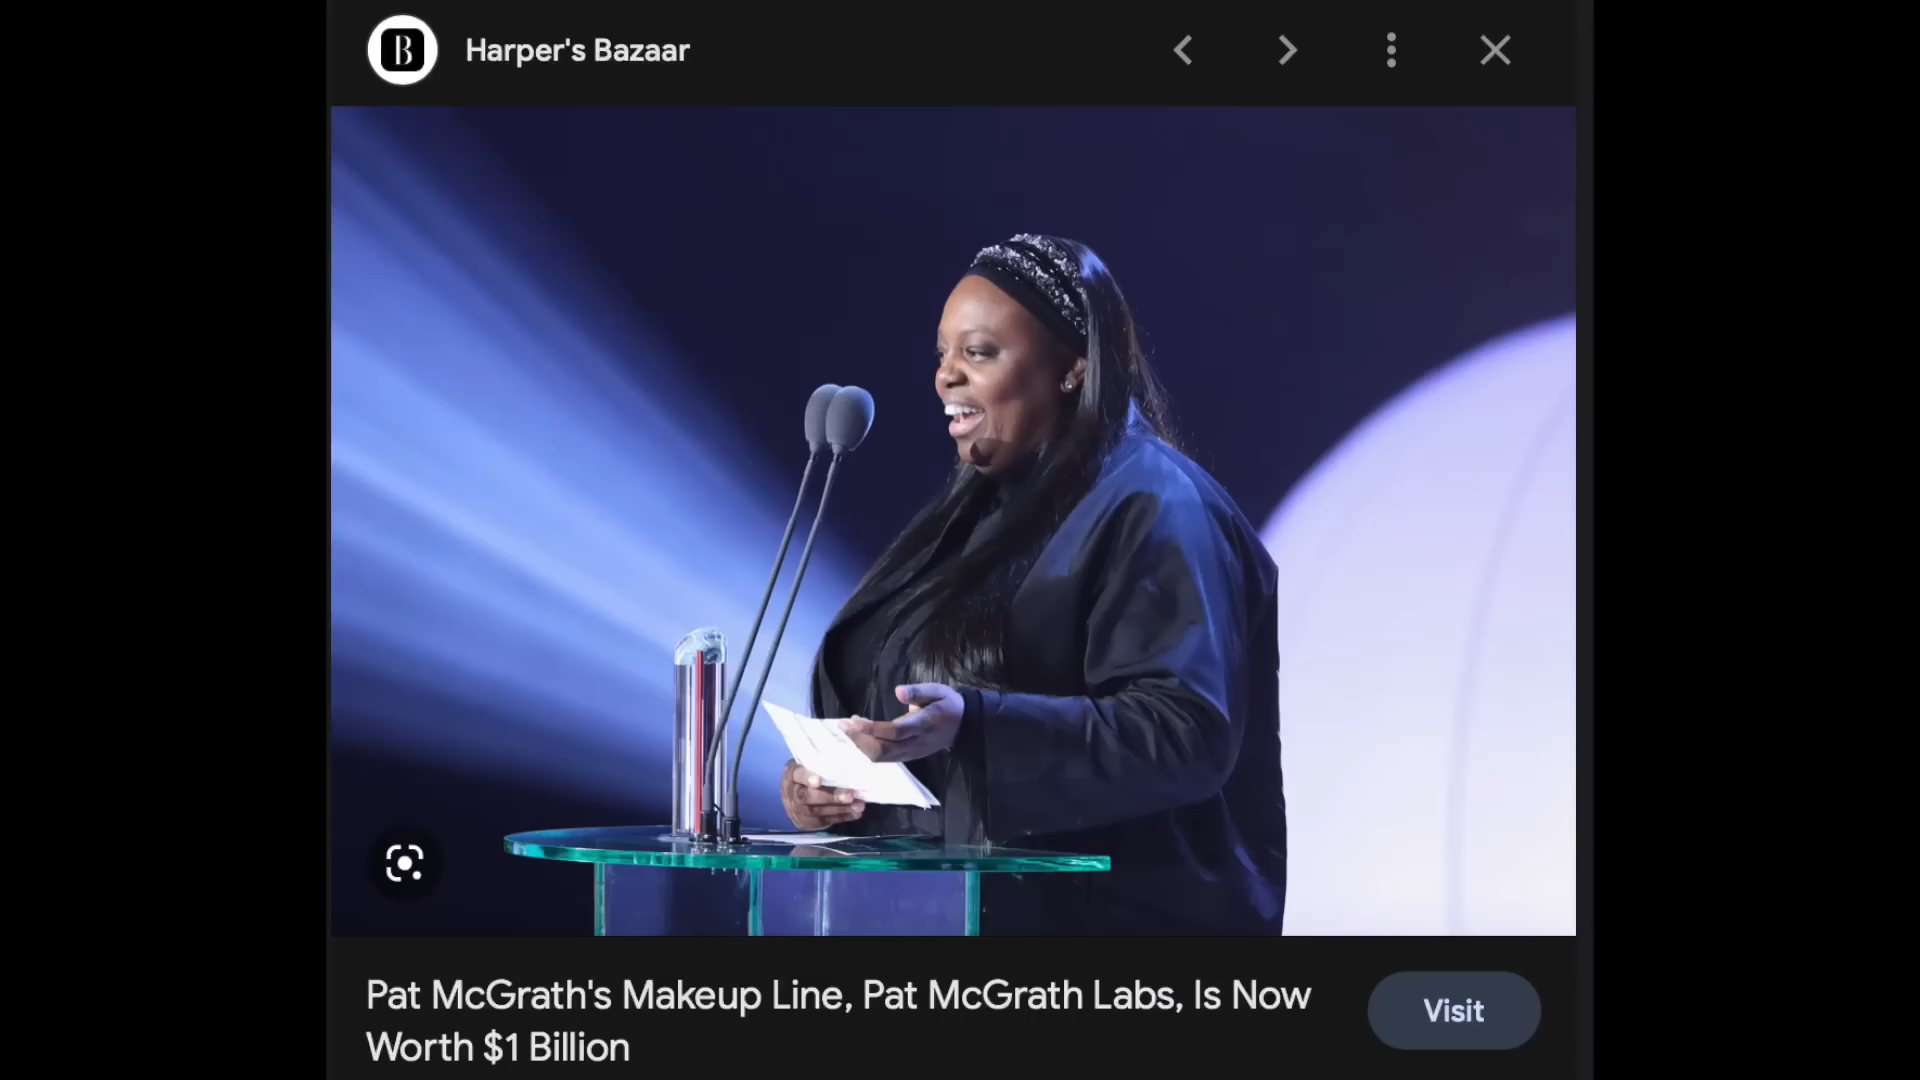 B
Harper's Bazaar
Pat McGrath's Makeup Line, Pat McGrath Labs, Is Now
Worth $1 Billion
Visit